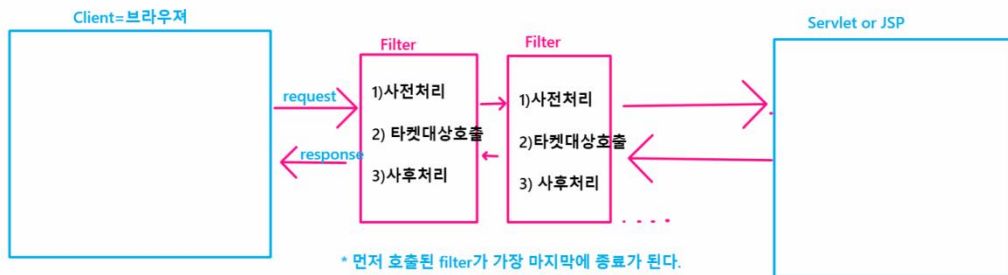 Client=브라우져
Servlet or JSP
Filter
Filter
request
response
1)사전처리
2) 타켓대상호출
3)사후처리
1)사전처리
2)타켓대상호출
3) 사후처리
* 먼저 호출된 filter가 가장 마지막에 종료가 된다.